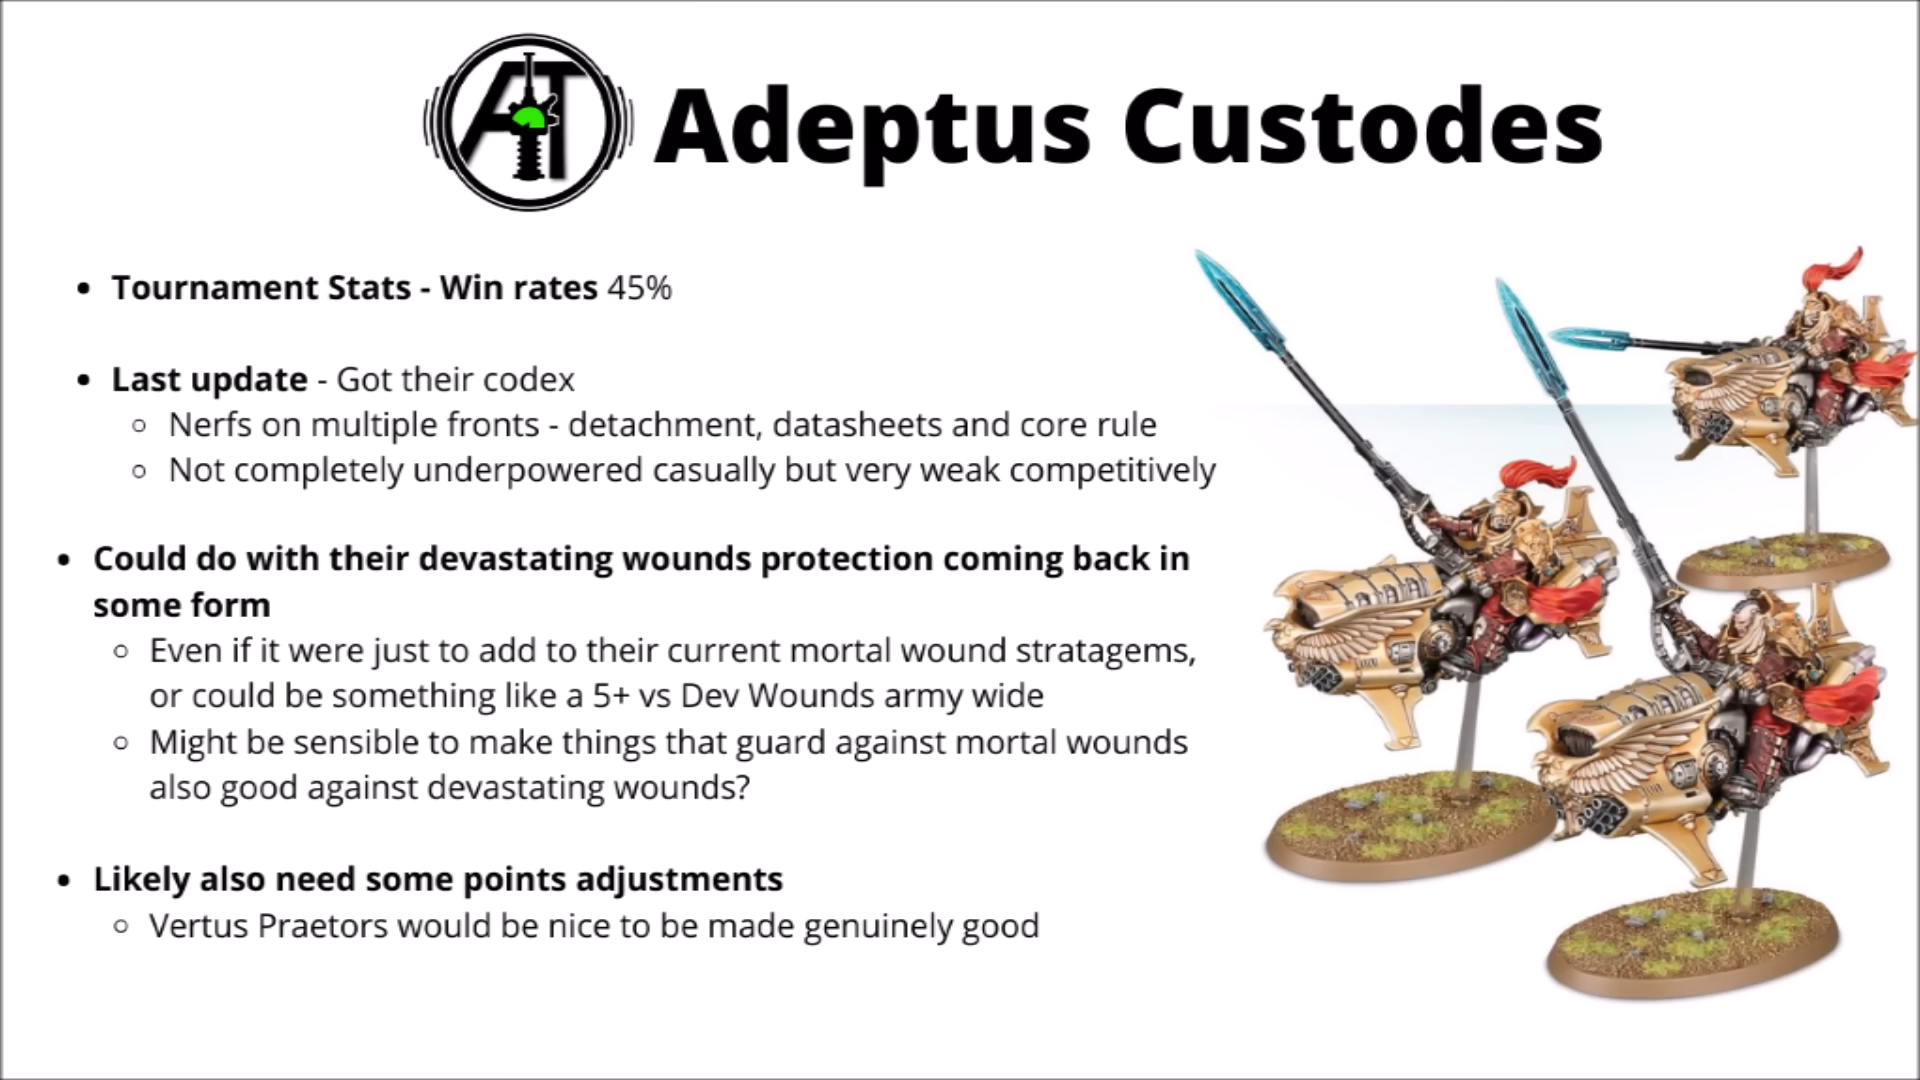 AT
Adeptus Custodes
• Tournament Stats - Win rates 45%
• Last update - Got their codex
○ Nerfs on multiple fronts - detachment, datasheets and core rule
○ Not completely underpowered casually but very weak competitively
• Could do with their devastating wounds protection coming back in
some form
○ Even if it were just to add to their current mortal wound stratagems,
or could be something like a 5+ vs Dev Wounds army wide
○ Might be sensible to make things that guard against mortal wounds
also good against devastating wounds?
• Likely also need some points adjustments
○ Vertus Praetors would be nice to be made genuinely good